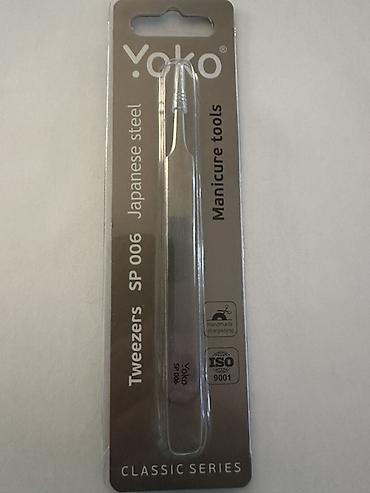 Yoko®
Tweezers SP 006 Japanese steel
Manicure tools
Handmade
sharpening
ISO
9001
Yoko
SP 006
CLASSIC SERIES